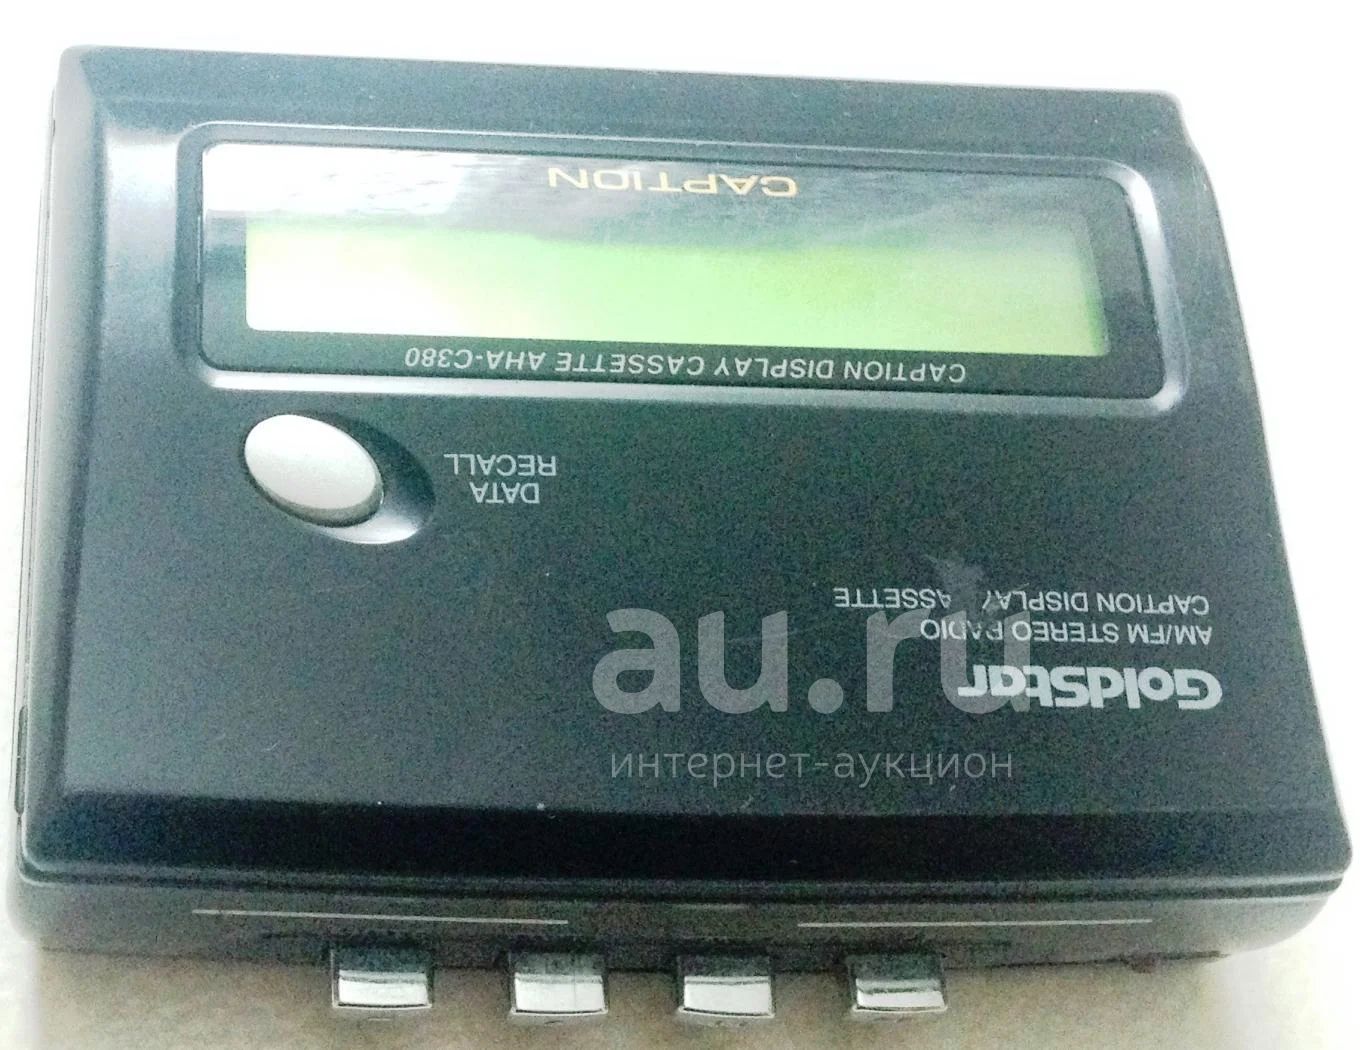 GoldStar
AM/FM STEREO RADIO
CAPTION DISPLAY CASSETTE
DATA
RECALL
CAPTION DISPLAY CASSETTE AHA-C380
CAPTION
au.ru
интернет-аукцион